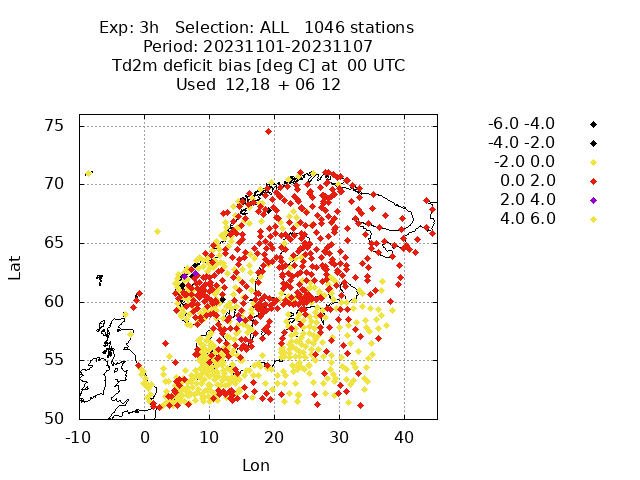 Exp: 3h   Selection: ALL   1046 stations
Period: 20231101-20231107
Td2m deficit bias [deg C] at  00 UTC
Used  12,18  + 06 12
75
70
65
60
55
50
-10 0 10 20 30 40
Lat
Lon
-6.0 -4.0
-4.0 -2.0
-2.0 0.0
0.0 2.0
2.0 4.0
4.0 6.0